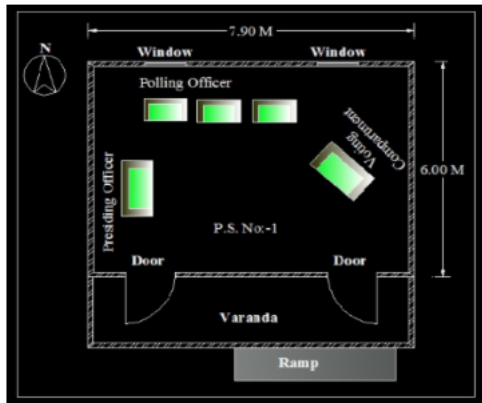 7.90 M
N
Window
Window
Polling Officer
Voting
Compartment
6.00 M
Presiding Officer
P.S. No:-1
Door
Door
Varanda
Ramp